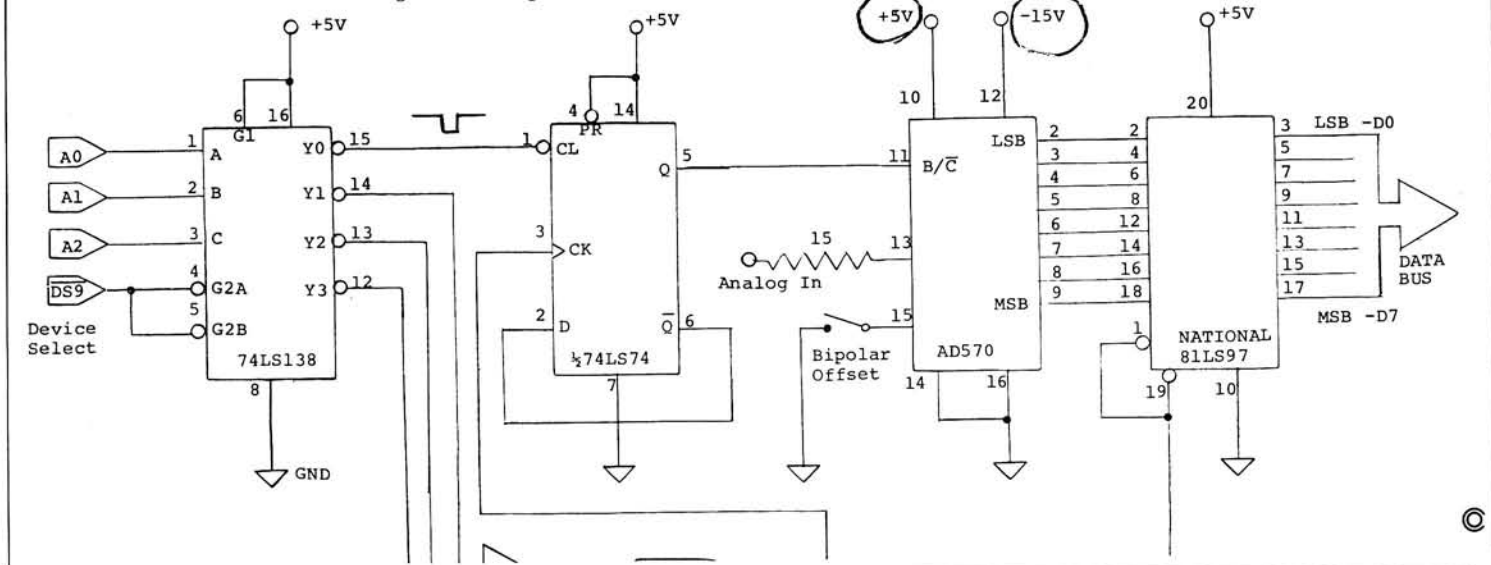 +5V
+5V
+5V
-15V
+5V
6
16
4
14
10
12
20
G1
PR
A0
1
A
Y0
15
1
CL
LSB
2
2
3
LSB -D0
Q
5
11
B/C̅
3
4
5
A1
2
B
Y1
14
4
6
7
5
8
9
A2
3
C
Y2
13
3
CK
15
13
6
12
11
Analog In
7
14
13
DATA
BUS
D̅S̅9̅
4
G2A
Y3
12
8
16
15
MSB
9
18
17
MSB -D7
5
G2B
2
D
Q̅
6
15
1
Device
Select
Bipolar
Offset
NATIONAL
81LS97
74LS138
½74LS74
AD570
8
7
14
16
19
10
GND